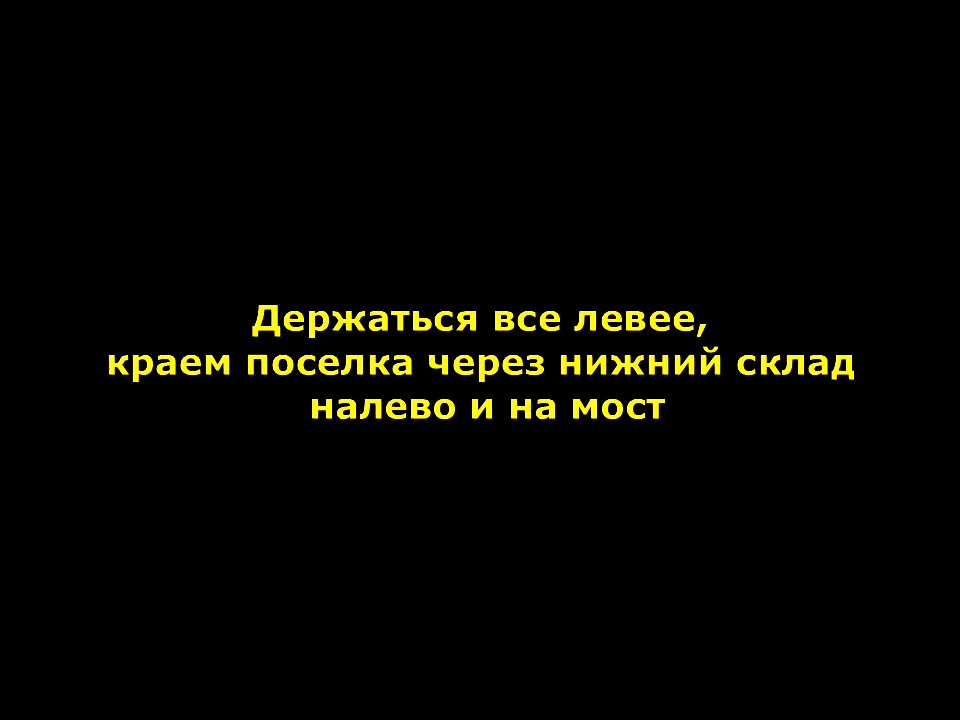 Держаться все левее,
краем поселка через нижний склад
налево и на мост